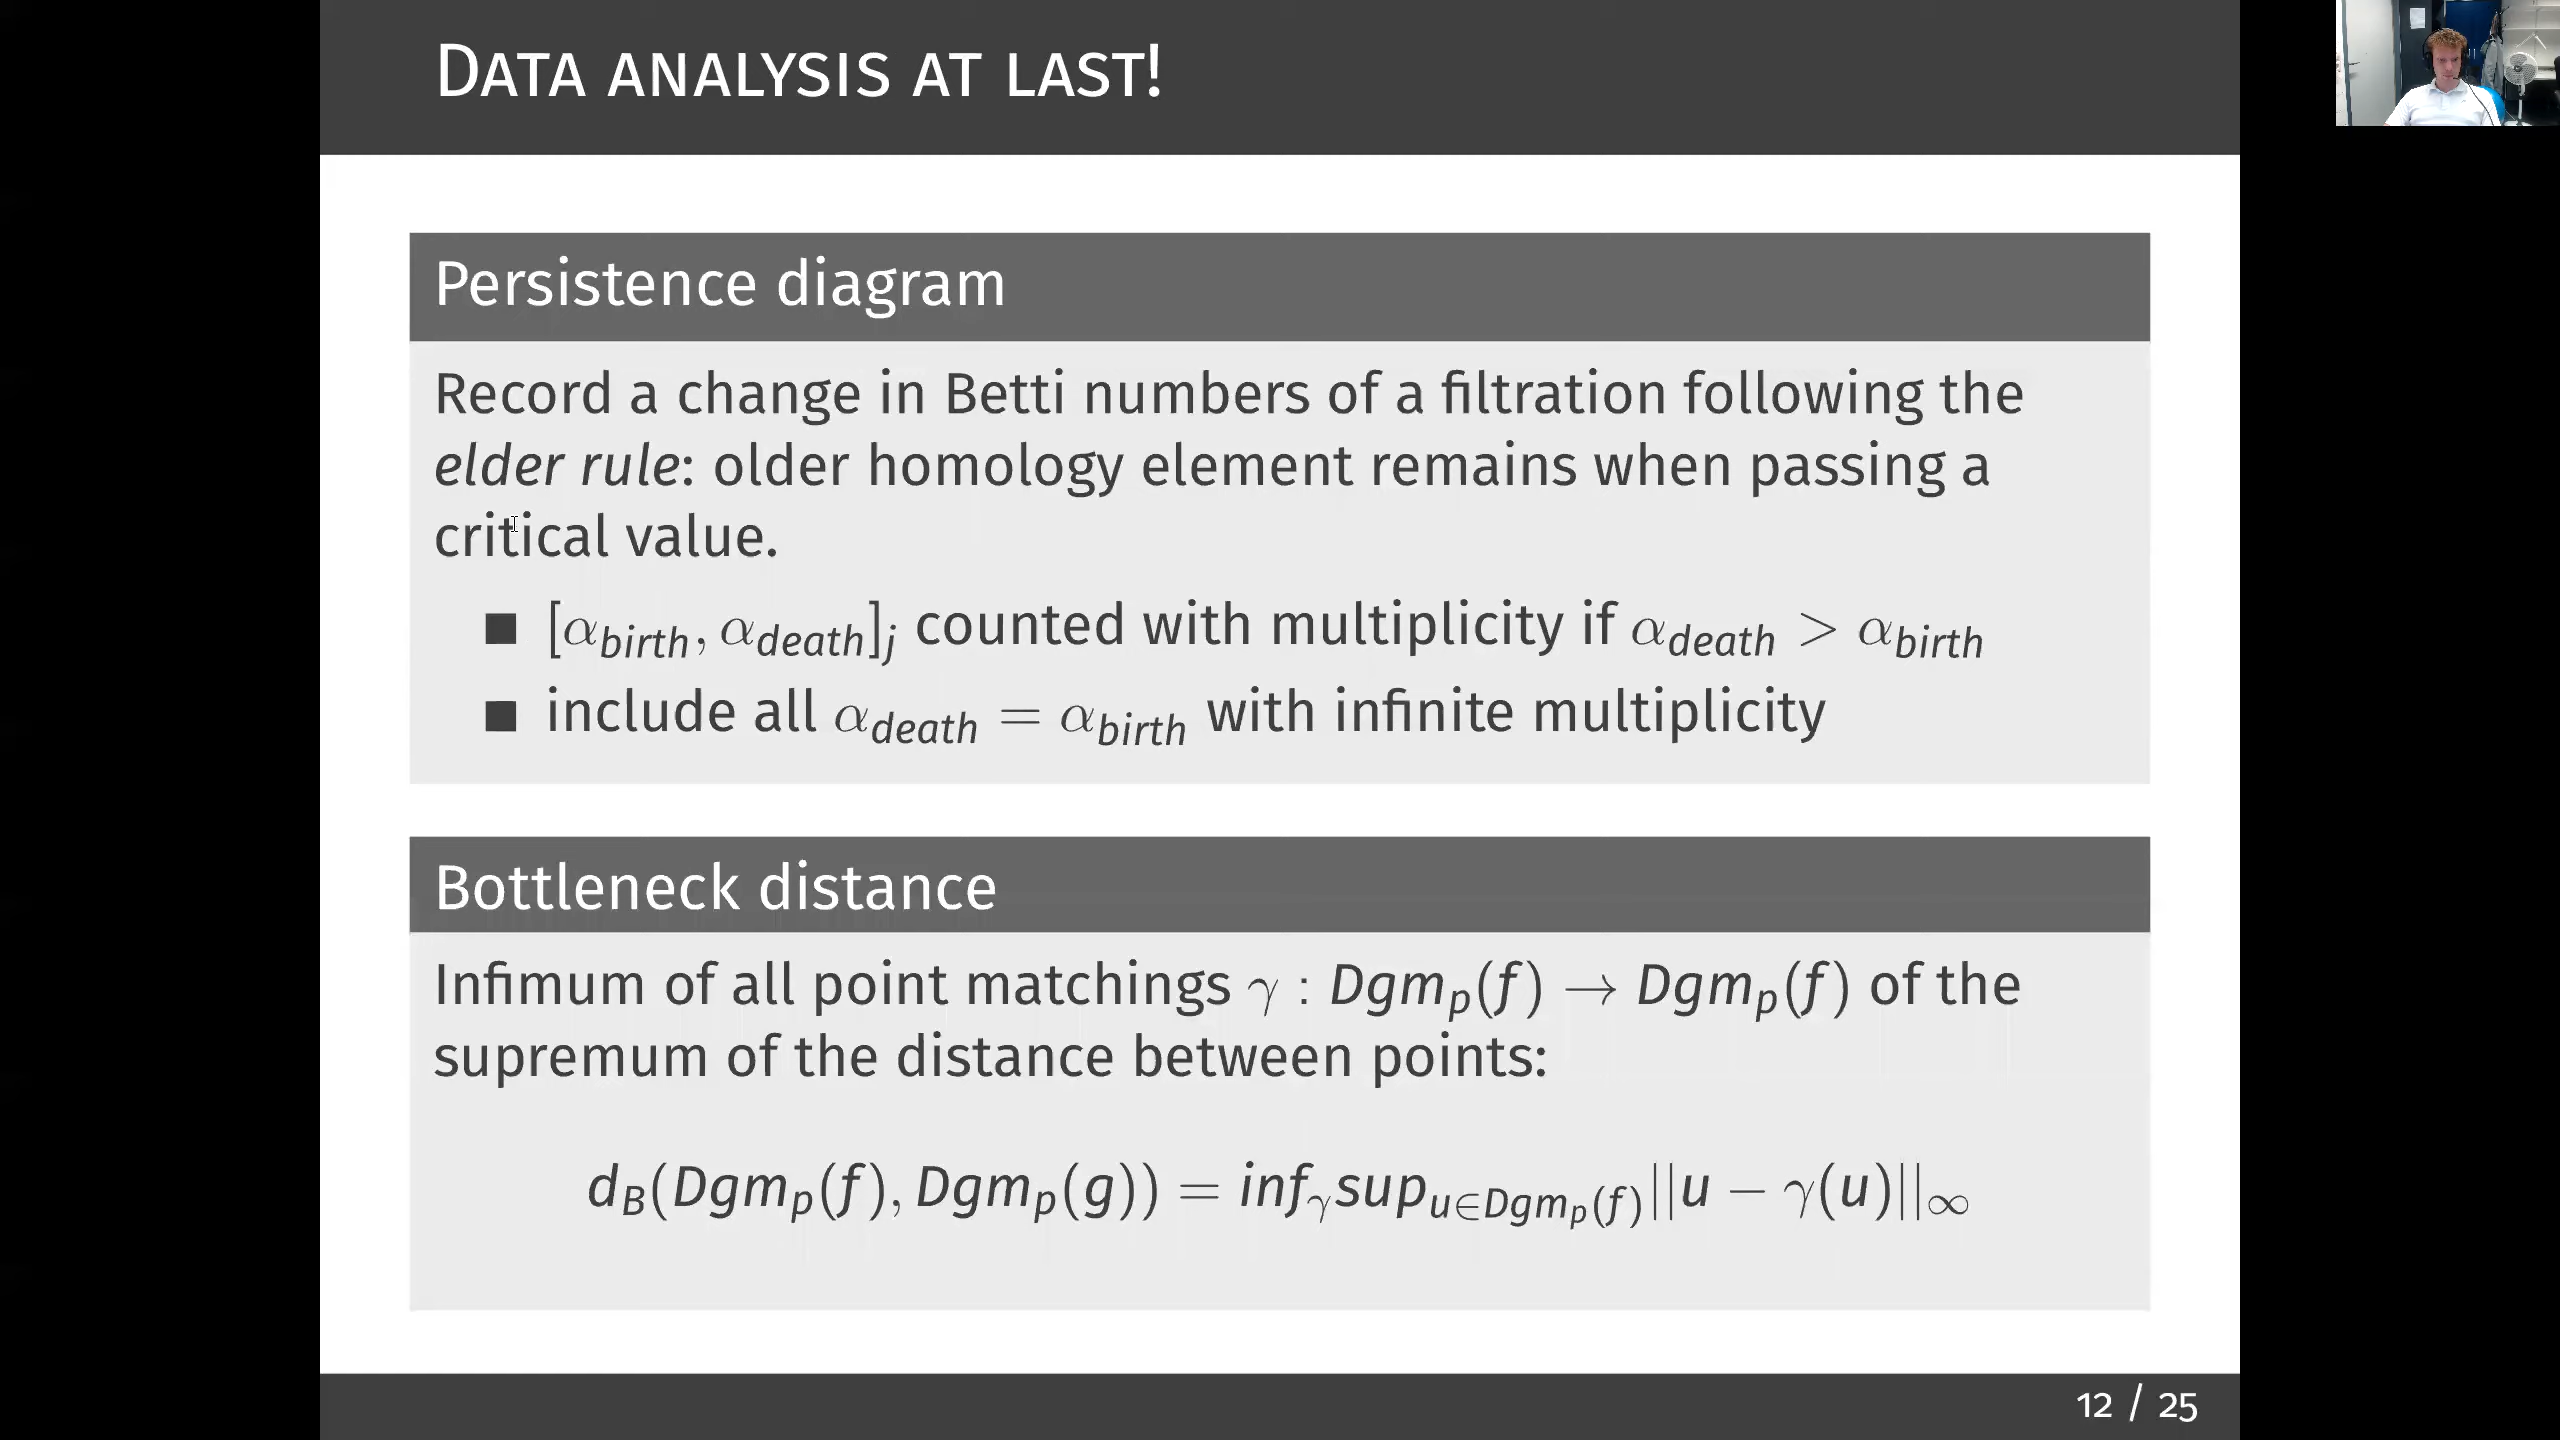 DATA ANALYSIS AT LAST!
Persistence diagram
Record a change in Betti numbers of a filtration following the
elder rule: older homology element remains when passing a
critical value.
■ [α_birth, α_death]_j counted with multiplicity if α_death > α_birth
■ include all α_death = α_birth with infinite multiplicity
Bottleneck distance
Infimum of all point matchings γ : Dgm_p(f) → Dgm_p(f) of the
supremum of the distance between points:
d_B(Dgm_p(f), Dgm_p(g)) = inf_γ sup_{u∈Dgm_p(f)} ||u − γ(u)||_∞
12 / 25